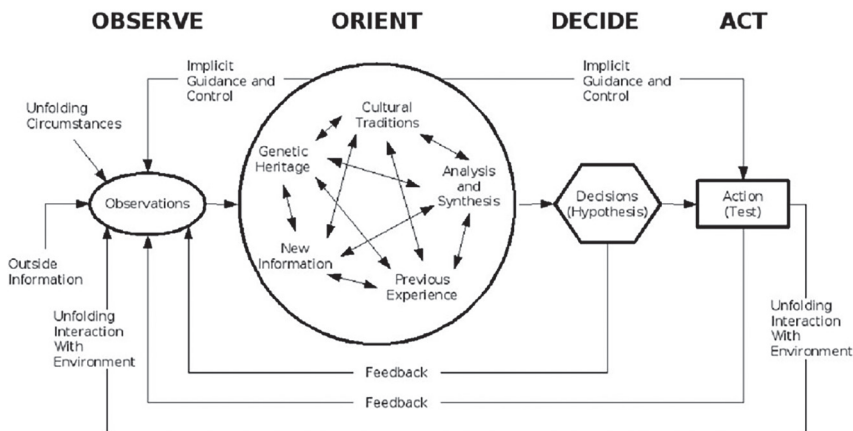 OBSERVE
ORIENT
DECIDE
ACT
Implicit
Guidance and
Control
Implicit
Guidance and
Control
Unfolding
Circumstances
Cultural
Traditions
Genetic
Heritage
Analysis
and
Synthesis
New
Information
Previous
Experience
Observations
Decisions
(Hypothesis)
Action
(Test)
Outside
Information
Unfolding
Interaction
With
Environment
Unfolding
Interaction
With
Environment
Feedback
Feedback